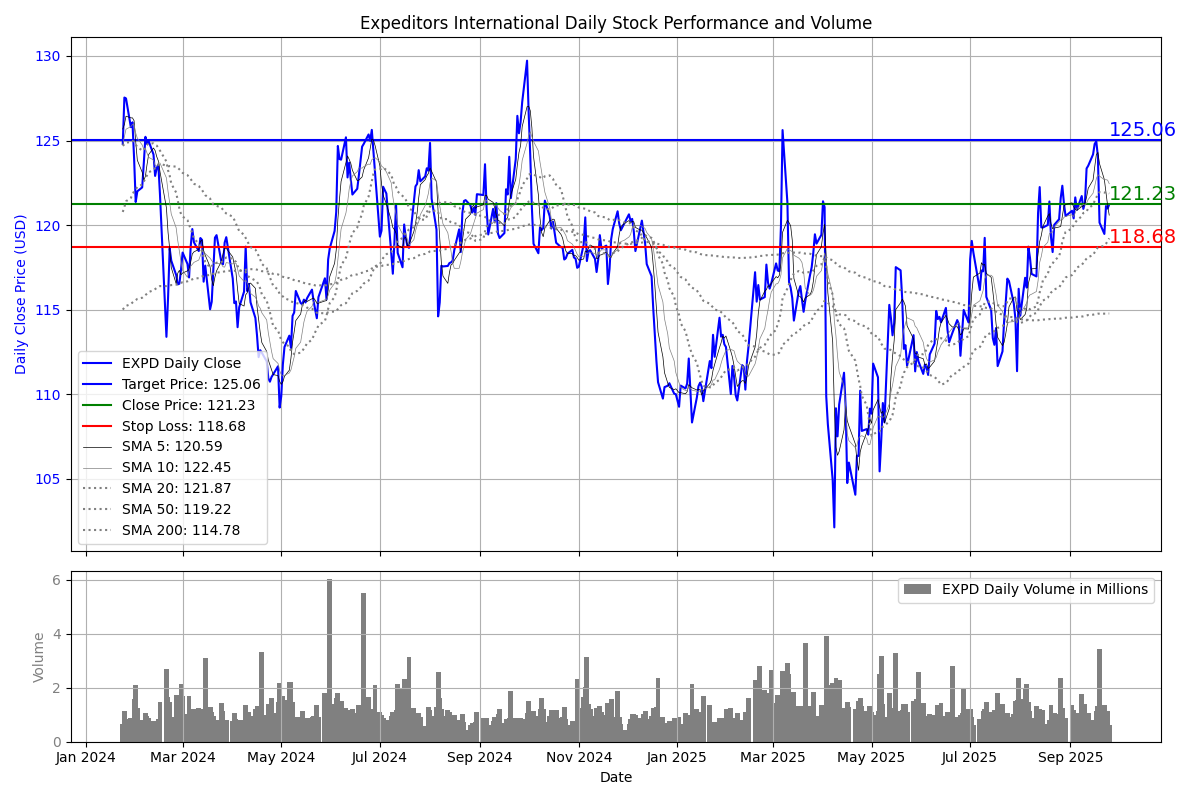 Expeditors International Daily Stock Performance and Volume
130
125
120
115
110
105
Daily Close Price (USD)
125.06
121.23
118.68
EXPD Daily Close
Target Price: 125.06
Close Price: 121.23
Stop Loss: 118.68
SMA 5: 120.59
SMA 10: 122.45
SMA 20: 121.87
SMA 50: 119.22
SMA 200: 114.78
6
4
2
0
Volume
EXPD Daily Volume in Millions
Jan 2024
Mar 2024
May 2024
Jul 2024
Sep 2024
Nov 2024
Jan 2025
Mar 2025
May 2025
Jul 2025
Sep 2025
Date